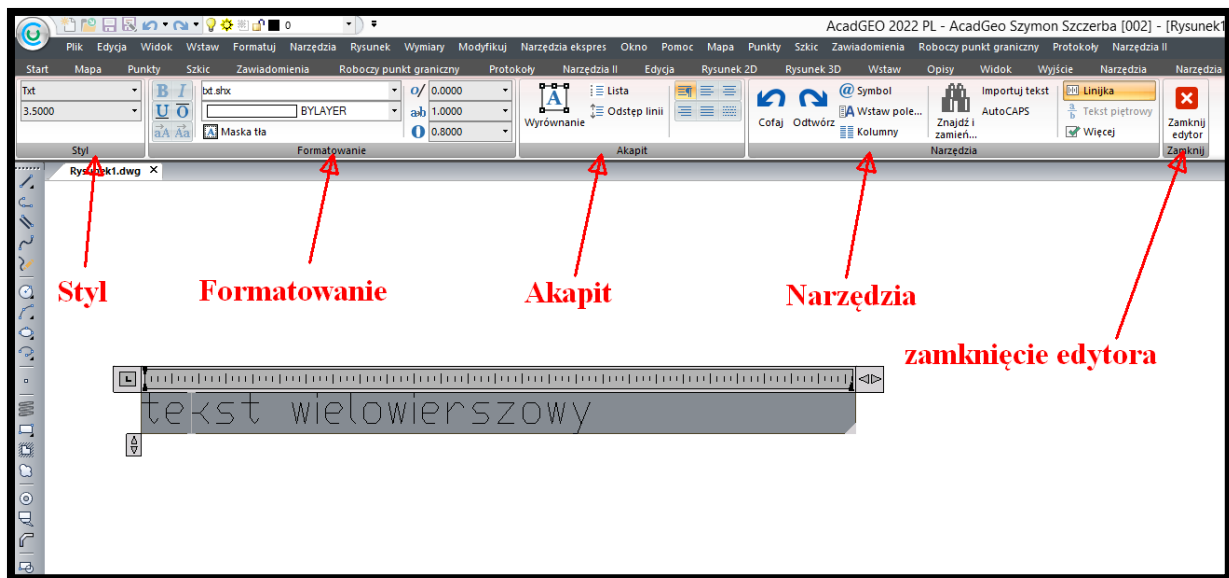 0
AcadGEO 2022 PL - AcadGeo Szymon Szczerba [002] - [Rysunek1
Plik Edycja Widok Wstaw Formatuj Narzędzia Rysunek Wymiary Modyfikuj Narzędzia ekspres Okno Pomoc Mapa Punkty Szkic Zawiadomienia Roboczy punkt graniczny Protokoły Narzędzia II
Start Mapa Punkty Szkic Zawiadomienia Roboczy punkt graniczny Protokoły Narzędzia II Edycja Rysunek 2D Rysunek 3D Wstaw Opisy Widok Wyjście Narzędzia Narzędzia
Txt B I txt.shx 0/ 0.0000 Lista @ Symbol Importuj tekst Linijka
3.5000 U O BYLAYER ab 1.0000 A Odstęp linii A Wstaw pole... AutoCAPS a b Tekst piętrowy
aA Aa A Maska tła O 0.8000 Wyrównanie Cofaj Odtwórz Kolumny Znajdź i zamień... Więcej Zamknij edytor
Styl Formatowanie Akapit Narzędzia Zamknij
Rysunek1.dwg X
Styl Formatowanie Akapit Narzędzia
zamknięcie edytora
L
tekst wielowierszowy